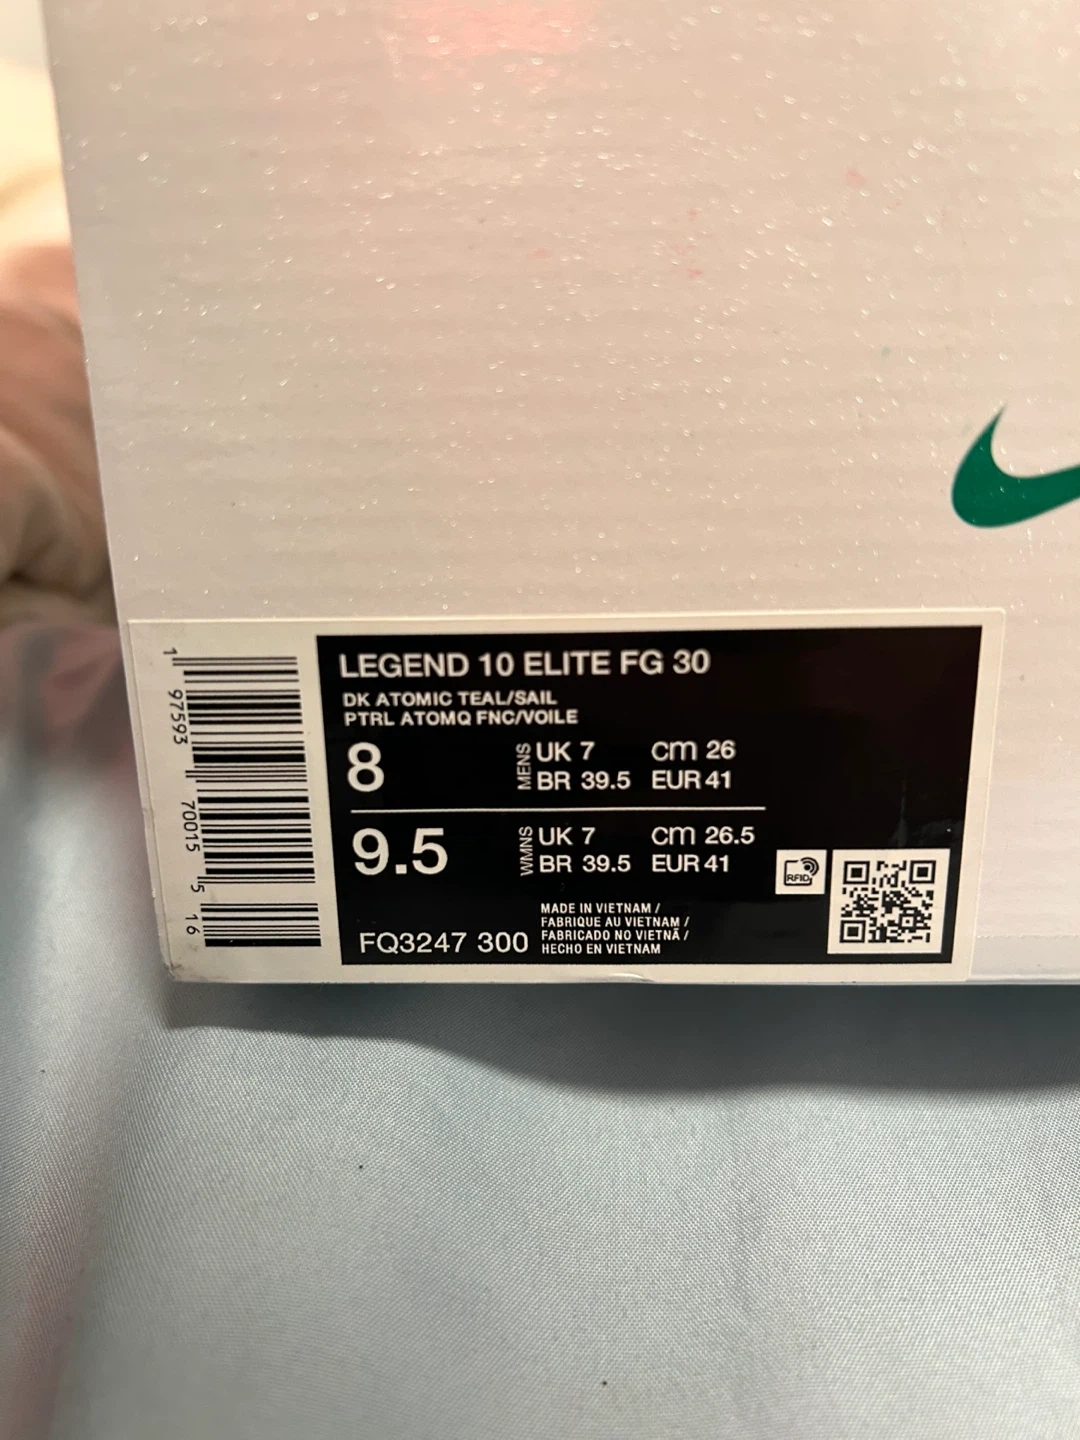 LEGEND 10 ELITE FG 30
DK ATOMIC TEAL/SAIL
PTRL ATOMQ FNC/VOILE
8 MENS UK 7 CM 26
BR 39.5 EUR 41
9.5 WMNS UK 7 CM 26.5
BR 39.5 EUR 41
RFID
MADE IN VIETNAM /
FABRIQUE AU VIETNAM /
FABRICADO NO VIETNÃ /
HECHO EN VIETNAM
FQ3247 300
1 97593 70015 5 16